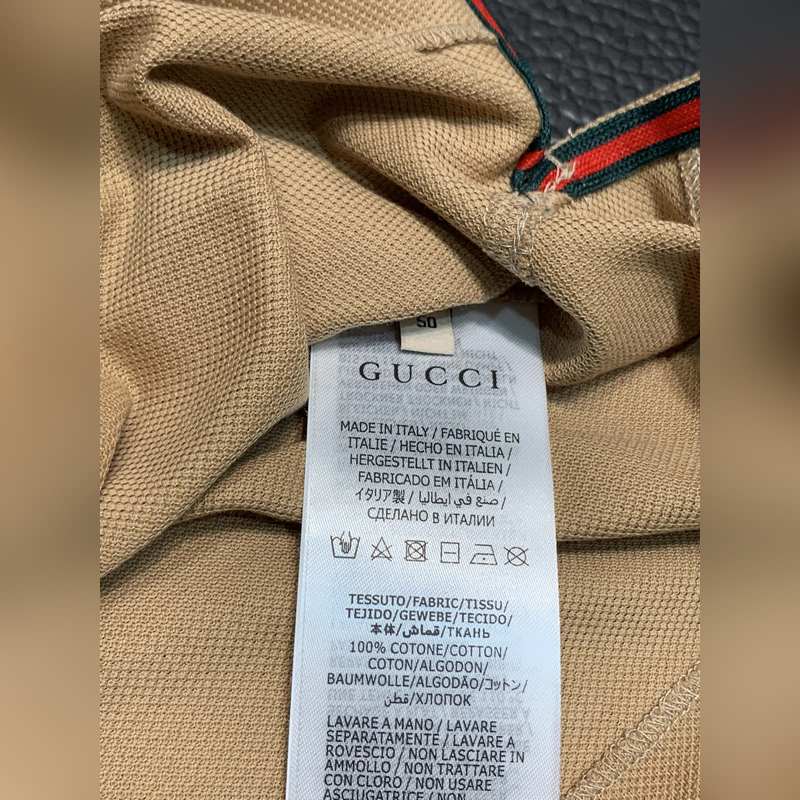 50
GUCCI
MADE IN ITALY / FABRIQUÉ EN
ITALIE / HECHO EN ITALIA /
HERGESTELLT IN ITALIEN /
FABRICADO EM ITÁLIA /
イタリア製 / صنع في ايطاليا /
СДЕЛАНО В ИТАЛИИ
TESSUTO/FABRIC/TISSU/
TEJIDO/GEWEBE/TECIDO/
本体/قماش/ТКАНЬ
100% COTONE/COTTON/
COTON/ALGODON/
BAUMWOLLE/ALGODÃO/コットン/
قطن/ХЛОПОК
LAVARE A MANO / LAVARE
SEPARATAMENTE / LAVARE A
ROVESCIO / NON LASCIARE IN
AMMOLLO / NON TRATTARE
CON CLORO / NON USARE
ASCIUGATRICE / NON